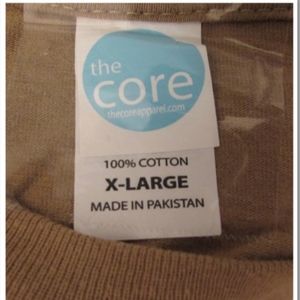 the
core
thecoreapparel.com
100% COTTON
X-LARGE
MADE IN PAKISTAN